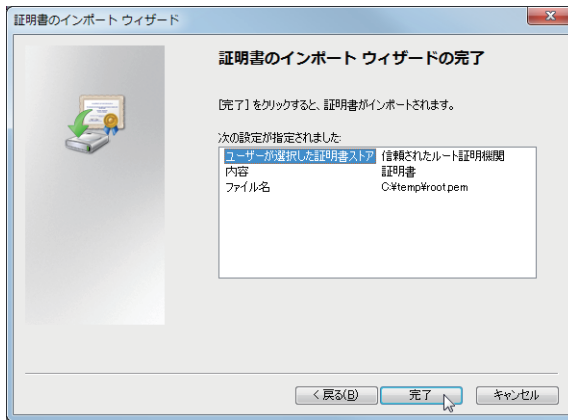 証明書のインポート ウィザード
証明書のインポート ウィザードの完了
[完了] をクリックすると、証明書がインポートされます。
次の設定が指定されました:
ユーザーが選択した証明書ストア 信頼されたルート証明機関
内容 証明書
ファイル名 C:¥temp¥root.pem
< 戻る(B) 完了 キャンセル